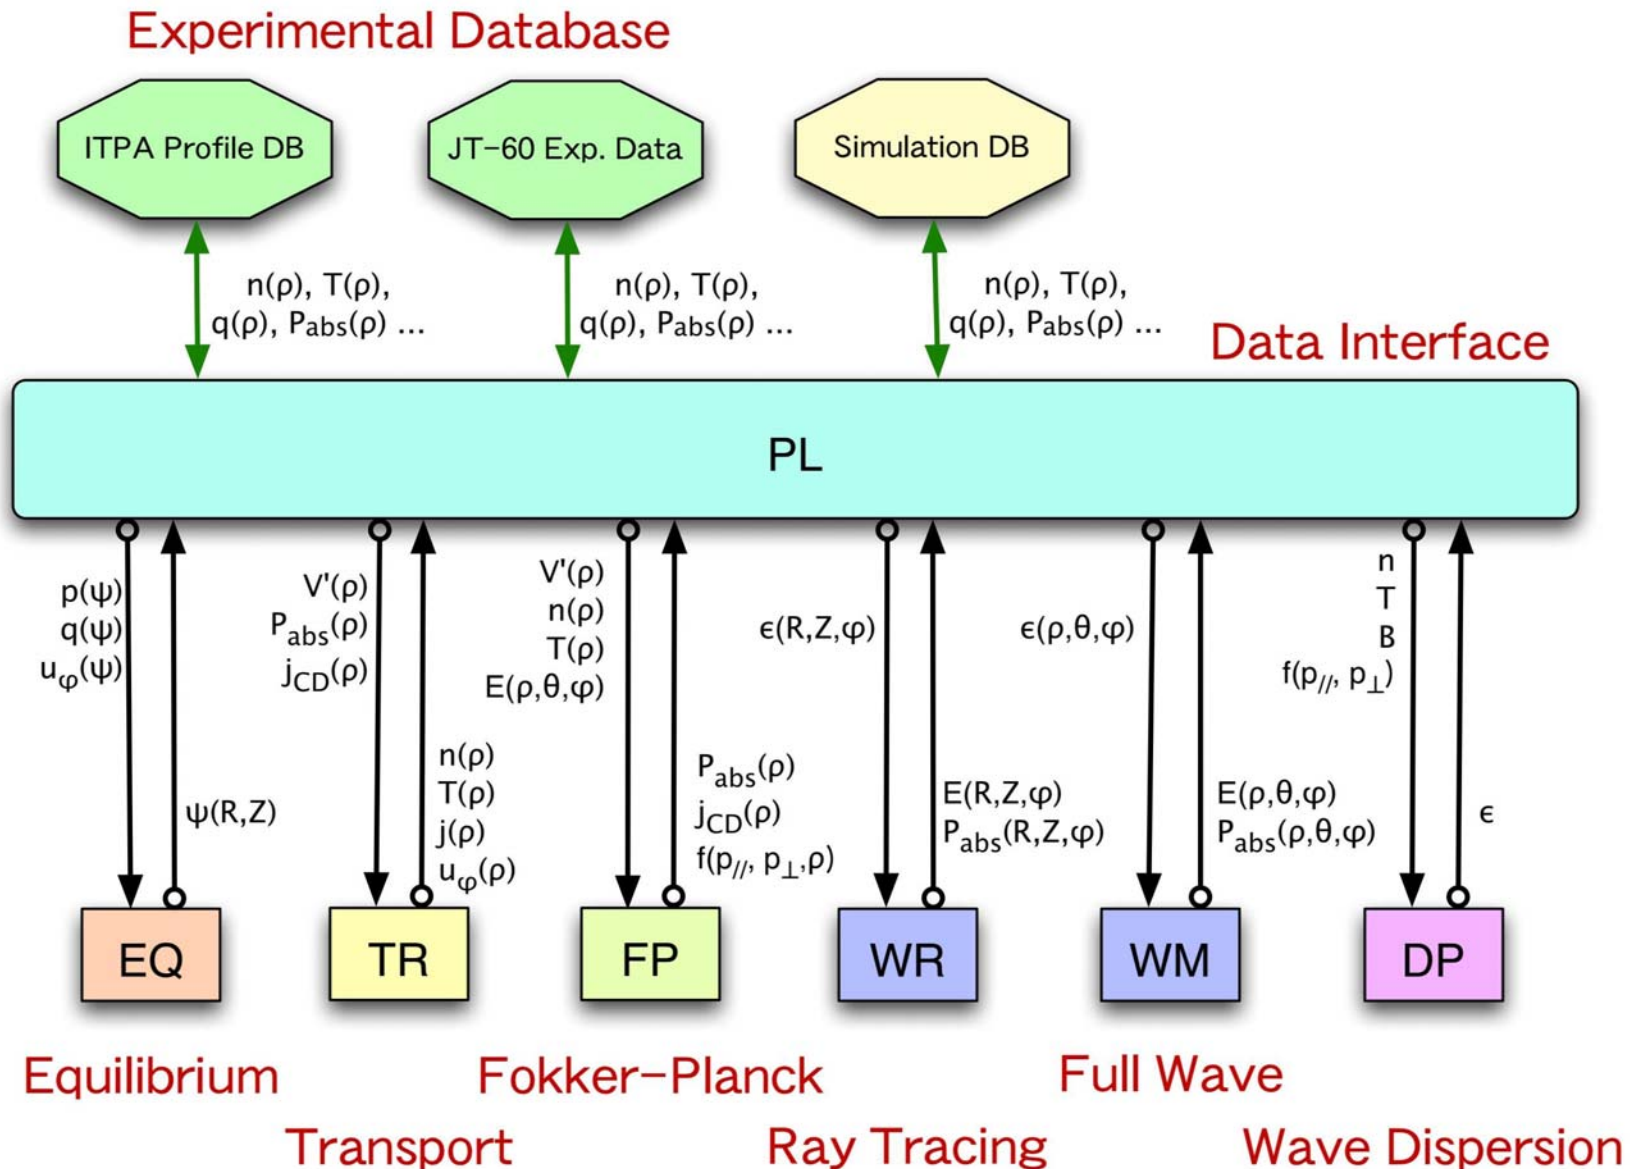 Experimental Database
ITPA Profile DB
JT-60 Exp. Data
Simulation DB
n(ρ), T(ρ),
q(ρ), Pabs(ρ) ...
n(ρ), T(ρ),
q(ρ), Pabs(ρ) ...
n(ρ), T(ρ),
q(ρ), Pabs(ρ) ...
Data Interface
PL
p(ψ)
q(ψ)
uφ(ψ)
ψ(R,Z)
V'(ρ)
Pabs(ρ)
jCD(ρ)
n(ρ)
T(ρ)
j(ρ)
uφ(ρ)
V'(ρ)
n(ρ)
T(ρ)
E(ρ,θ,φ)
Pabs(ρ)
jCD(ρ)
f(p//, p⊥,ρ)
ϵ(R,Z,φ)
E(R,Z,φ)
Pabs(R,Z,φ)
ϵ(ρ,θ,φ)
E(ρ,θ,φ)
Pabs(ρ,θ,φ)
n
T
B
f(p//, p⊥)
ϵ
EQ
TR
FP
WR
WM
DP
Equilibrium
Fokker-Planck
Full Wave
Transport
Ray Tracing
Wave Dispersion